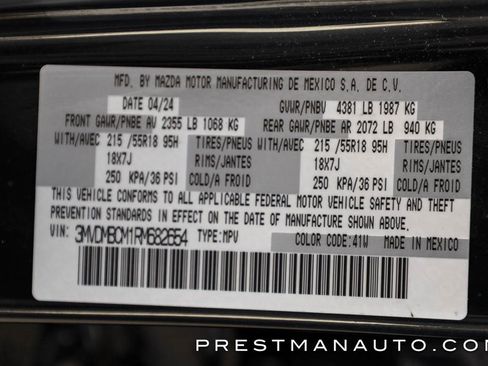 MFD. BY MAZDA MOTOR MANUFACTURING DE MEXICO S.A. DE C.V.
DATE 04/24 GVWR/PNBV 4381 LB 1987 KG
FRONT GAWR/PNBE AV 2355 LB 1068 KG REAR GAWR/PNBE AR 2072 LB 940 KG
WITH/AVEC 215 /55R18 95H TIRES/PNEUS WITH/AVEC 215 /55R18 95H TIRES/PNEUS
18X7J RIMS/JANTES 18X7J RIMS/JANTES
250 KPA/36 PSI COLD/A FROID 250 KPA/36 PSI COLD/A FROID
THIS VEHICLE CONFORMS TO ALL APPLICABLE FEDERAL MOTOR VEHICLE SAFETY AND THEFT
PREVENTION STANDARDS IN EFFECT ON THE DATE OF MANUFACTURE SHOWN ABOVE.
VIN: 3MVDMBCM1RM682654 TYPE: MPV COLOR CODE: 41W MADE IN MEXICO
PRESTMANAUTO.COM